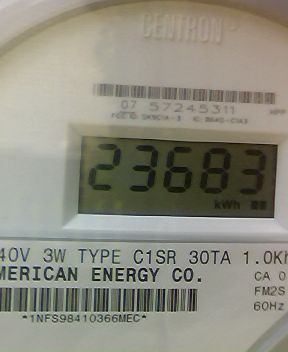 CENTRON
07 57245311
23683
kWh
40V 3W TYPE C1SR 30TA 1.0Kh
MERICAN ENERGY CO.
CA 0
FM2S
60Hz
*1NFS98410366MEC*